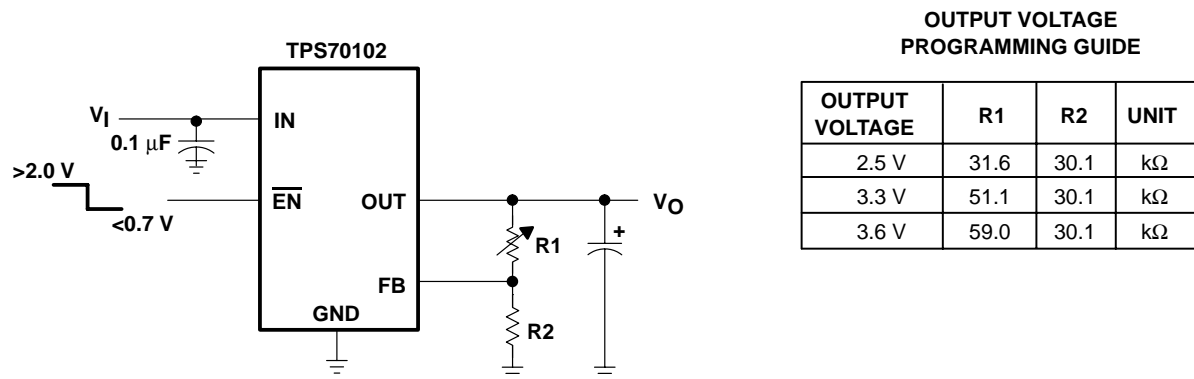 TPS70102
VI
IN
0.1 μF
>2.0 V
EN
OUT
VO
<0.7 V
+
R1
FB
GND
R2
OUTPUT VOLTAGE
PROGRAMMING GUIDE
OUTPUT VOLTAGE R1 R2 UNIT
2.5 V 31.6 30.1 kΩ
3.3 V 51.1 30.1 kΩ
3.6 V 59.0 30.1 kΩ